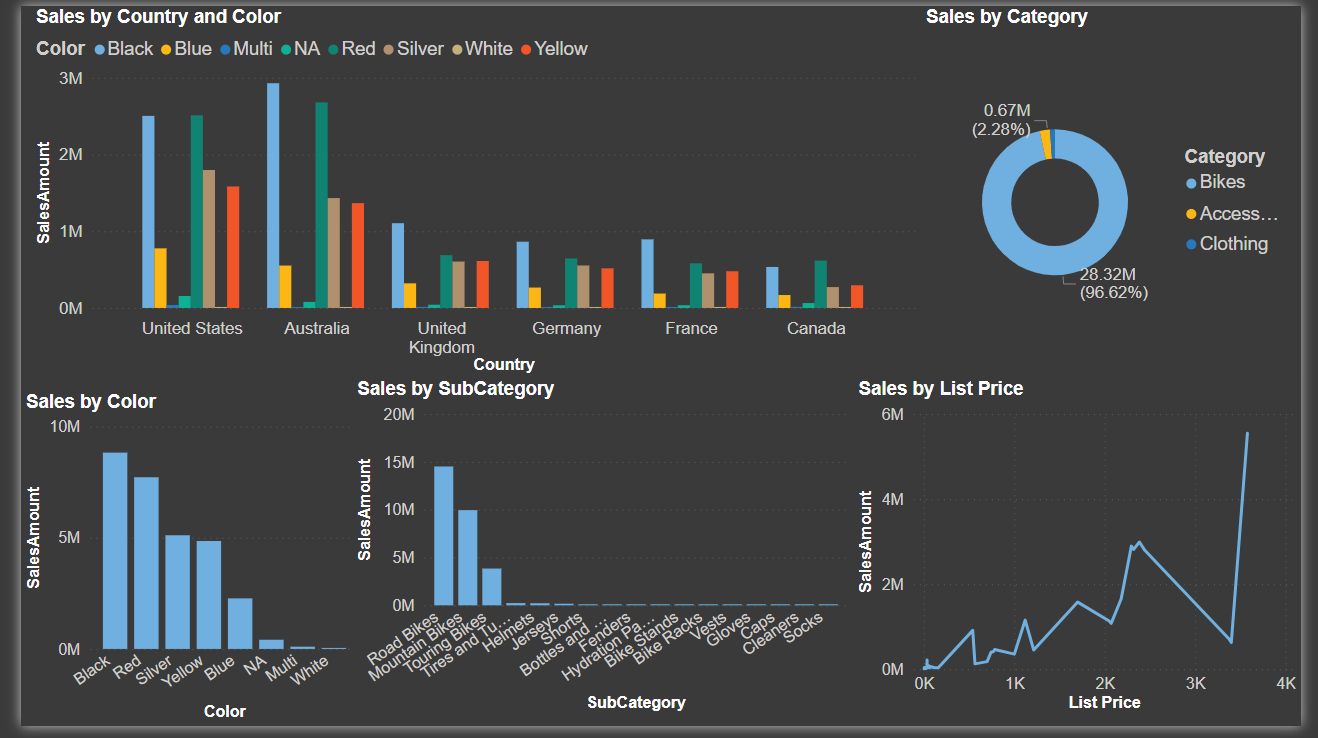 Sales by Country and Color
Color Black Blue Multi NA Red Silver White Yellow
SalesAmount
3M
2M
1M
0M
United States
Australia
United
Kingdom
Germany
France
Canada
Country
Sales by Category
0.67M
(2.28%)
28.32M
(96.62%)
Category
Bikes
Access…
Clothing
Sales by Color
SalesAmount
10M
5M
0M
Black
Red
Silver
Yellow
Blue
NA
Multi
White
Color
Sales by SubCategory
SalesAmount
20M
15M
10M
5M
0M
Road Bikes
Mountain Bikes
Touring Bikes
Tires and Tu…
Helmets
Jerseys
Shorts
Bottles and …
Fenders
Hydration Pa…
Bike Stands
Bike Racks
Vests
Gloves
Caps
Cleaners
Socks
SubCategory
Sales by List Price
SalesAmount
6M
4M
2M
0M
0K
1K
2K
3K
4K
List Price